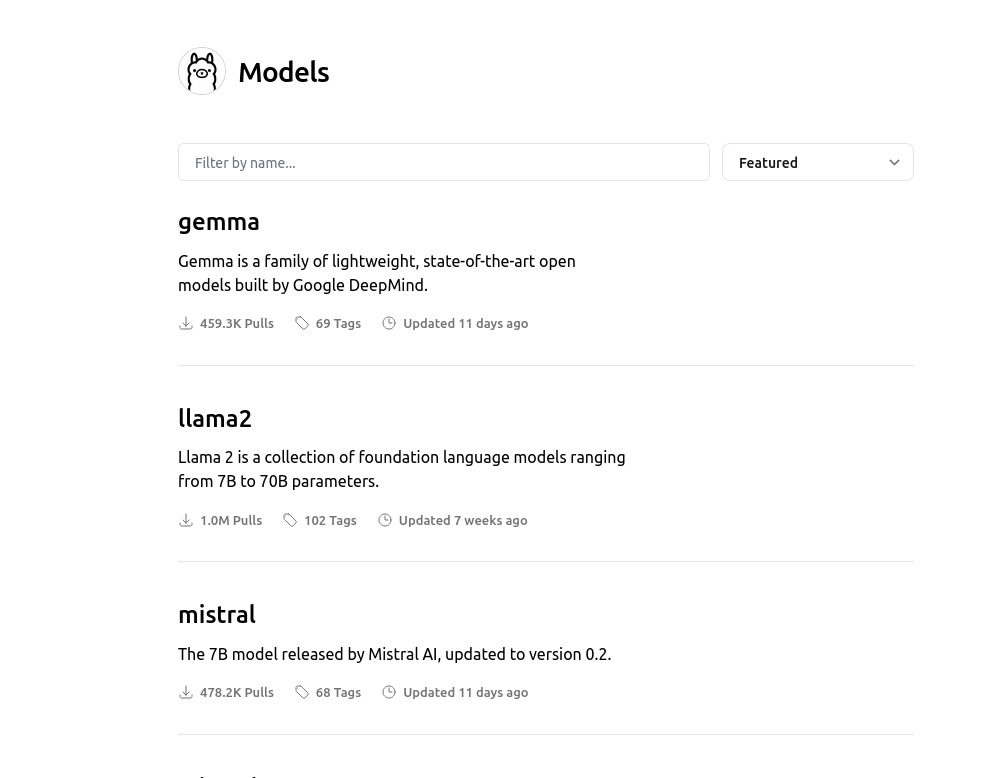 Models
Filter by name...
Featured
gemma
Gemma is a family of lightweight, state-of-the-art open
models built by Google DeepMind.
459.3K Pulls 69 Tags Updated 11 days ago
llama2
Llama 2 is a collection of foundation language models ranging
from 7B to 70B parameters.
1.0M Pulls 102 Tags Updated 7 weeks ago
mistral
The 7B model released by Mistral AI, updated to version 0.2.
478.2K Pulls 68 Tags Updated 11 days ago